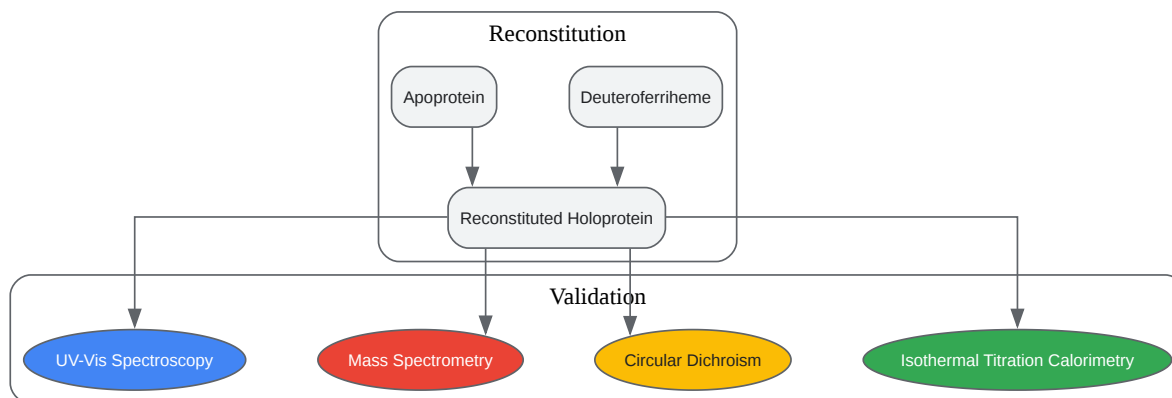 Reconstitution
Apoprotein
Deuteroferriheme
Reconstituted Holoprotein
Validation
UV-Vis Spectroscopy
Mass Spectrometry
Circular Dichroism
Isothermal Titration Calorimetry